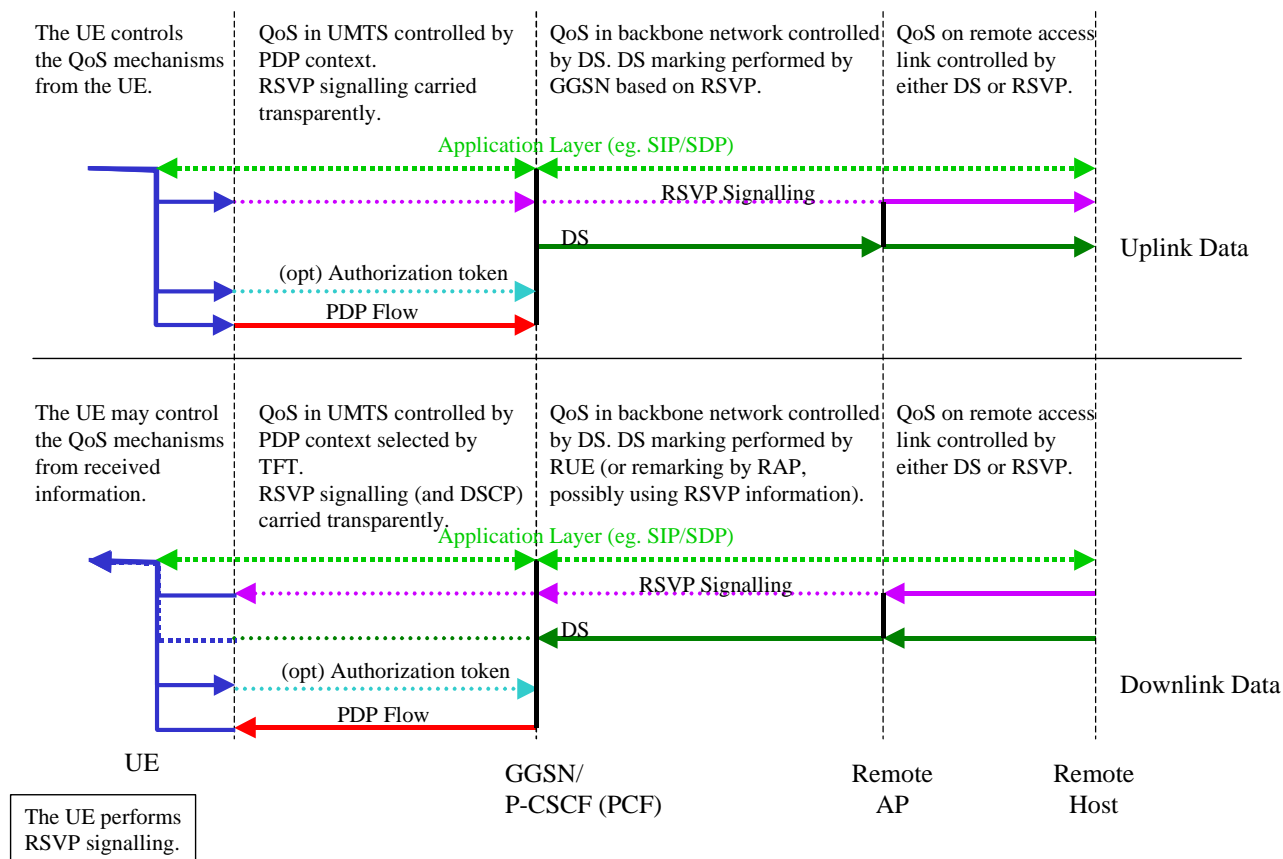 The UE controls
the QoS mechanisms
from the UE.
QoS in UMTS controlled by
PDP context.
RSVP signalling carried
transparently.
QoS in backbone network controlled
by DS. DS marking performed by
GGSN based on RSVP.
QoS on remote access
link controlled by
either DS or RSVP.
Application Layer (eg. SIP/SDP)
RSVP Signalling
DS
Uplink Data
(opt) Authorization token
PDP Flow
The UE may control
the QoS mechanisms
from received
information.
QoS in UMTS controlled by
PDP context selected by
TFT.
RSVP signalling (and DSCP)
carried transparently.
QoS in backbone network controlled
by DS. DS marking performed by
RUE (or remarking by RAP,
possibly using RSVP information).
QoS on remote access
link controlled by
either DS or RSVP.
Application Layer (eg. SIP/SDP)
RSVP Signalling
DS
(opt) Authorization token
Downlink Data
PDP Flow
UE
GGSN/
P-CSCF (PCF)
Remote
AP
Remote
Host
The UE performs
RSVP signalling.